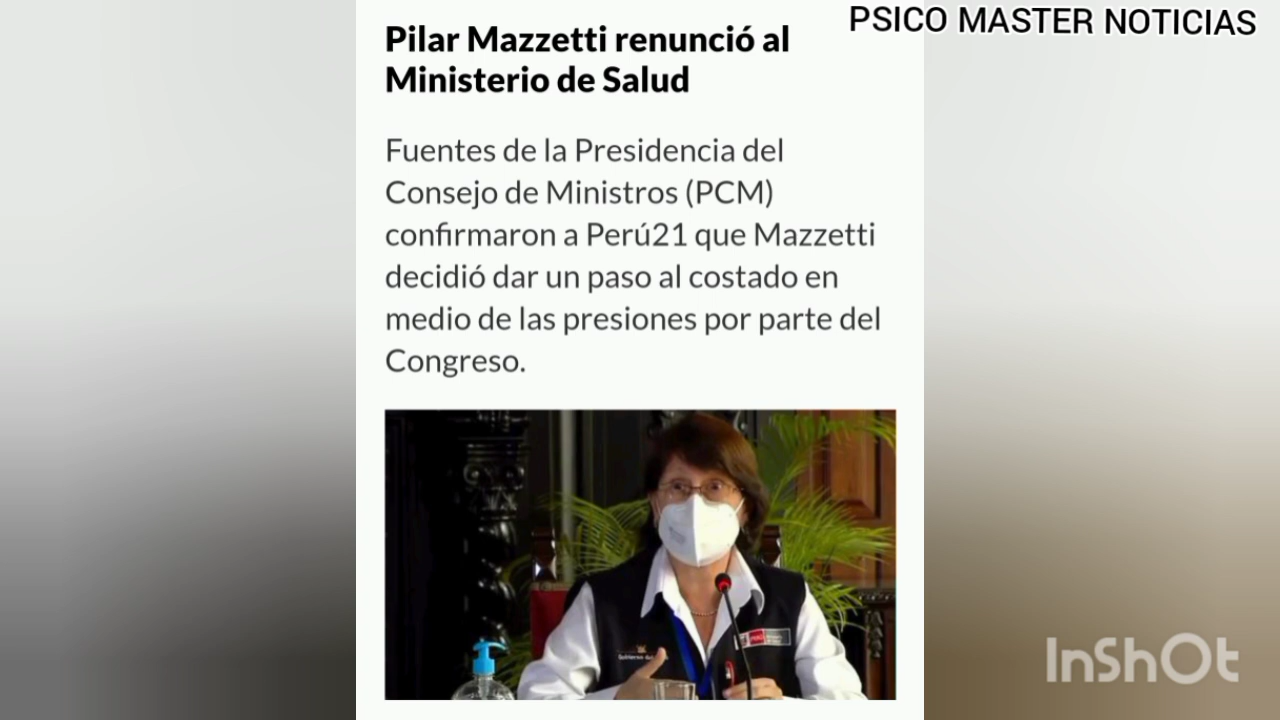 PSICO MASTER NOTICIAS
Pilar Mazzetti renunció al
Ministerio de Salud
Fuentes de la Presidencia del
Consejo de Ministros (PCM)
confirmaron a Perú21 que Mazzetti
decidió dar un paso al costado en
medio de las presiones por parte del
Congreso.
PERÚ
InShOt